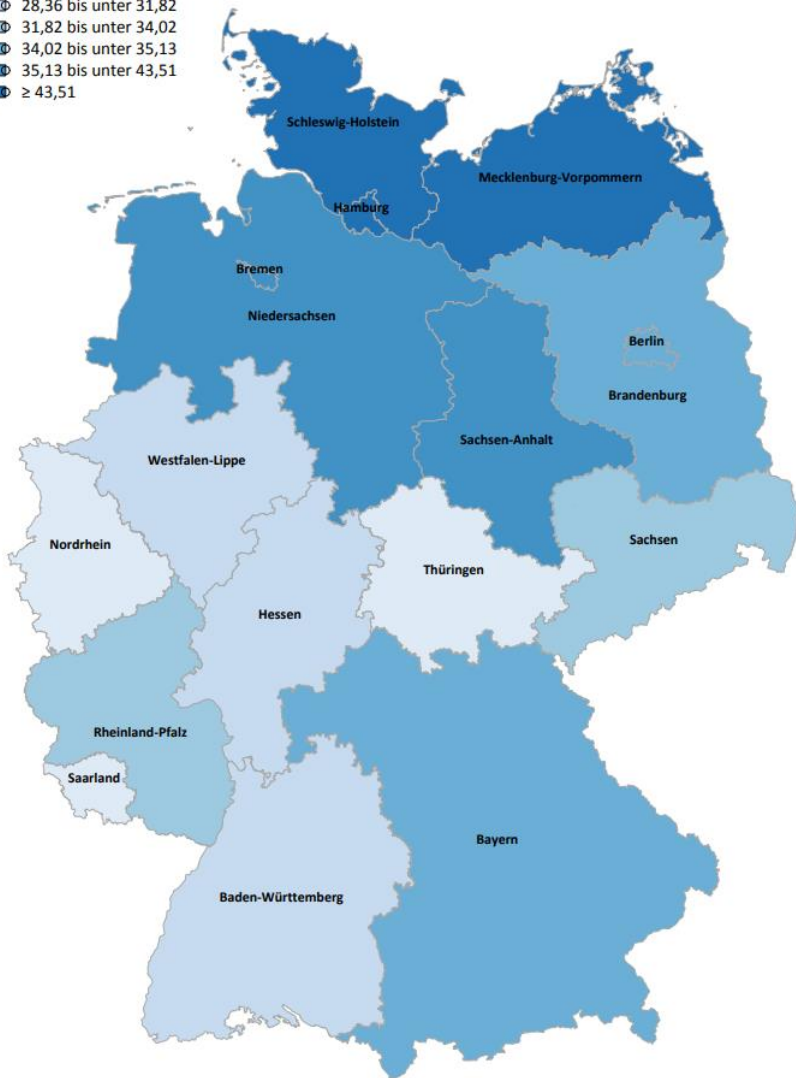 28,36 bis unter 31,82
31,82 bis unter 34,02
34,02 bis unter 35,13
35,13 bis unter 43,51
≥ 43,51
Schleswig-Holstein
Mecklenburg-Vorpommern
Hamburg
Bremen
Niedersachsen
Berlin
Brandenburg
Sachsen-Anhalt
Westfalen-Lippe
Nordrhein
Sachsen
Thüringen
Hessen
Rheinland-Pfalz
Saarland
Bayern
Baden-Württemberg